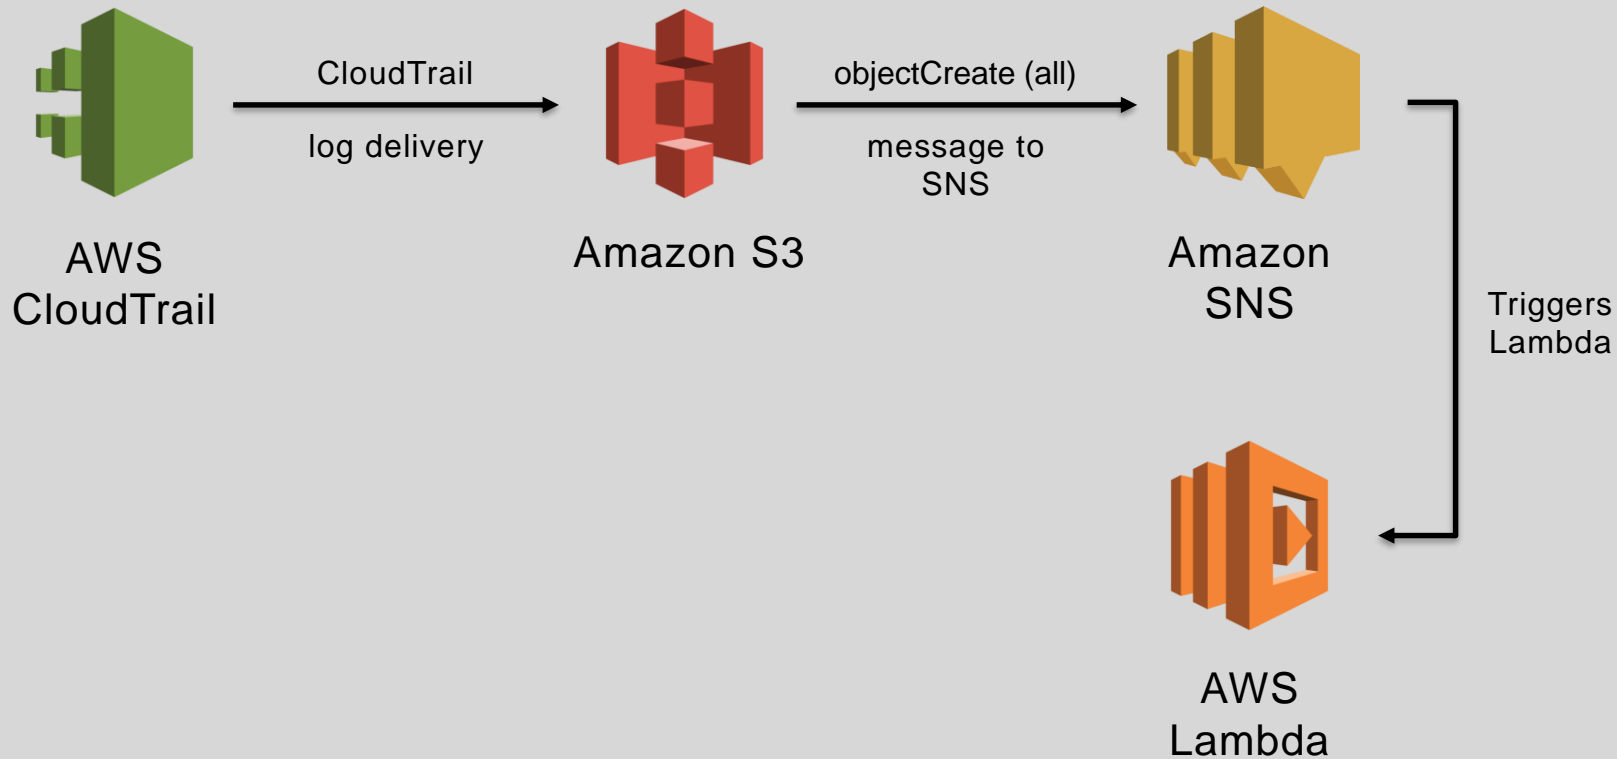 CloudTrail
log delivery
objectCreate (all)
message to
SNS
AWS
CloudTrail
Amazon S3
Amazon
SNS
Triggers
Lambda
AWS
Lambda